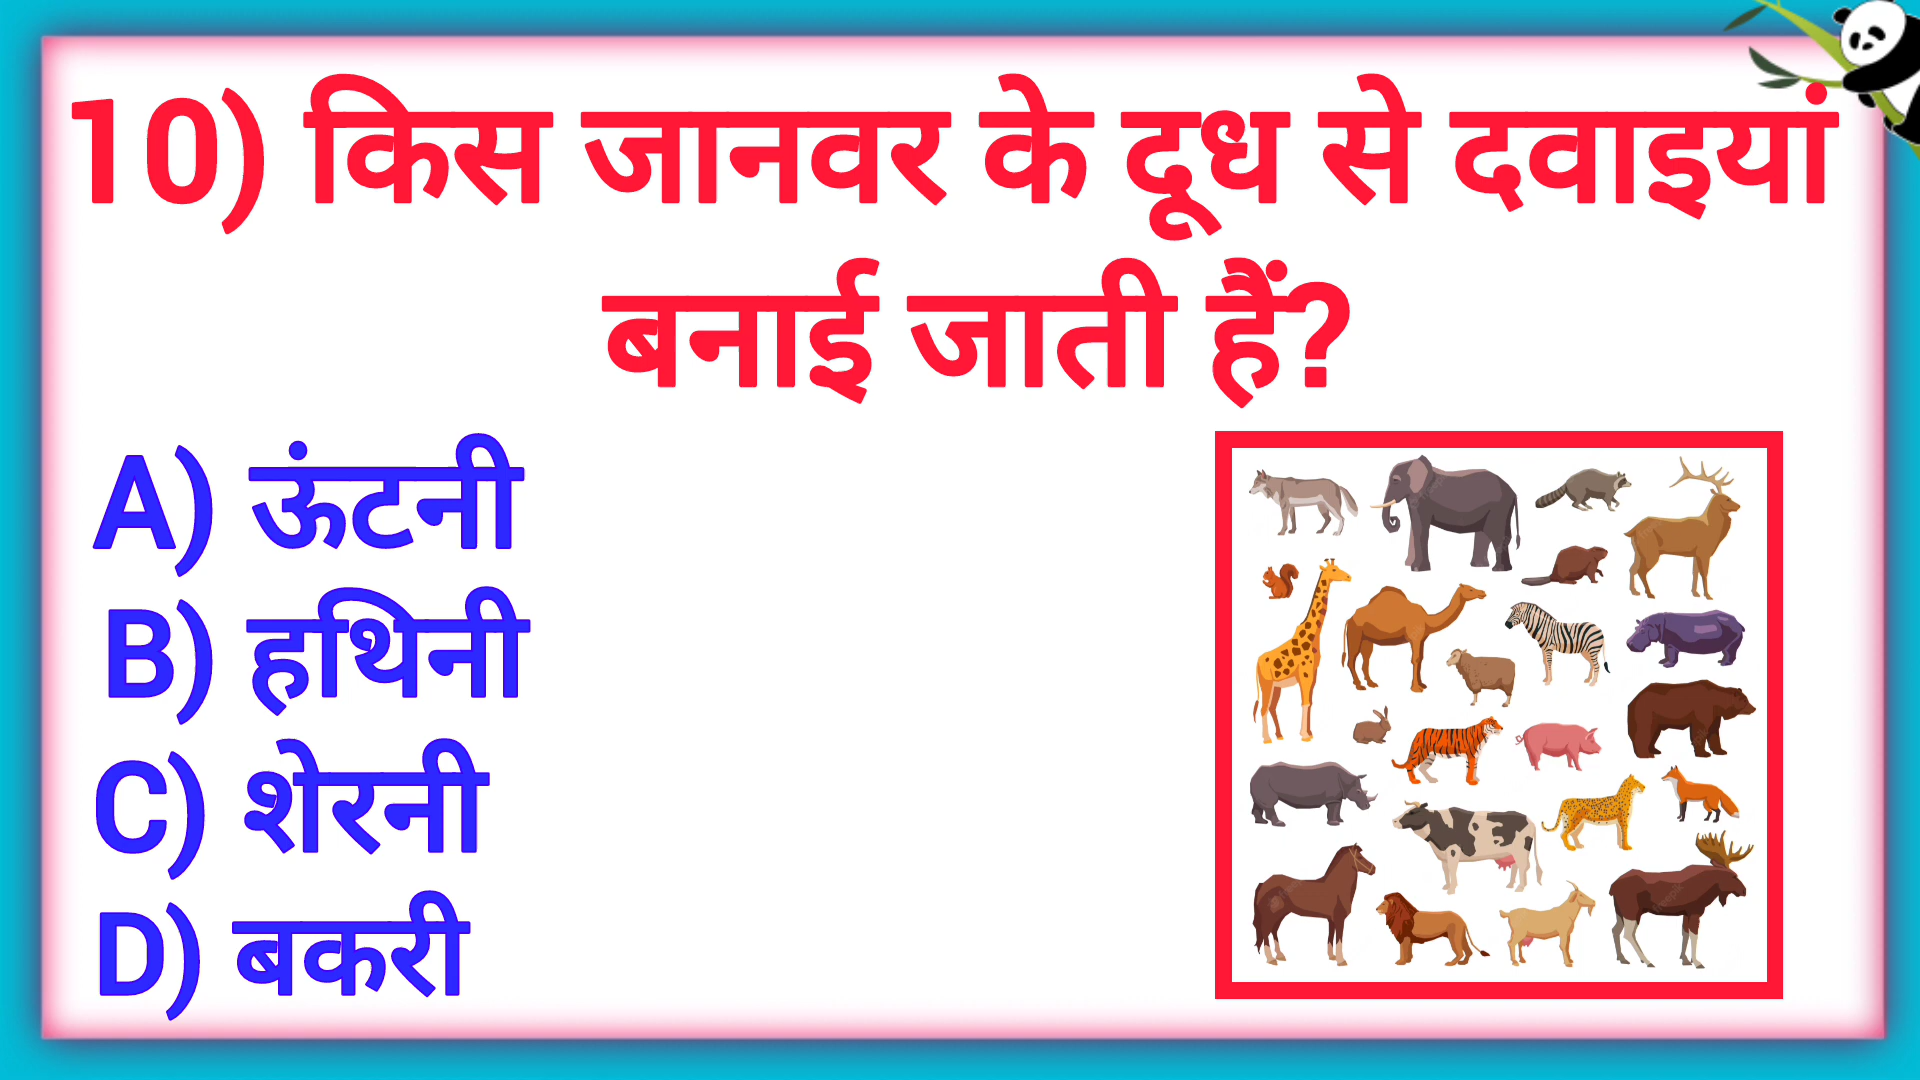 10) किस जानवर के दूध से दवाइयां
बनाई जाती हैं?
A) ऊंटनी
B) हथिनी
C) शेरनी
D) बकरी